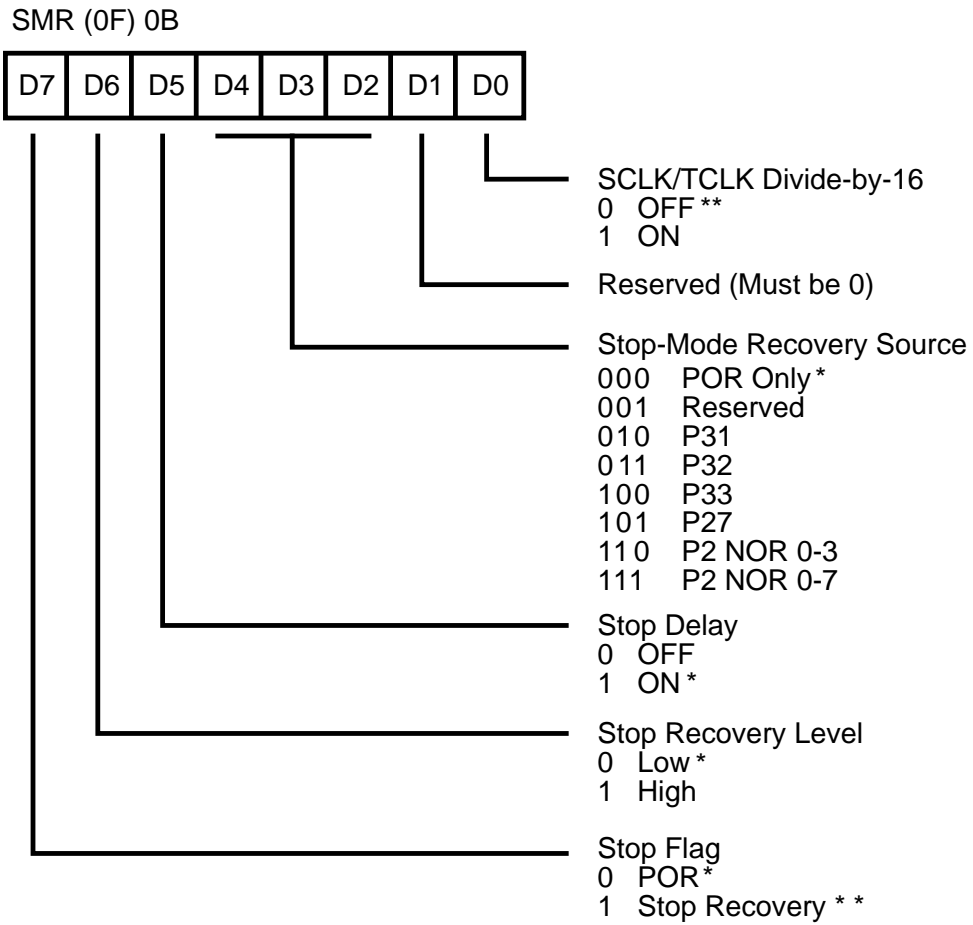 SMR (0F) 0B
D7 D6 D5 D4 D3 D2 D1 D0
SCLK/TCLK Divide-by-16
0 OFF **
1 ON
Reserved (Must be 0)
Stop-Mode Recovery Source
000 POR Only *
001 Reserved
010 P31
011 P32
100 P33
101 P27
110 P2 NOR 0-3
111 P2 NOR 0-7
Stop Delay
0 OFF
1 ON *
Stop Recovery Level
0 Low *
1 High
Stop Flag
0 POR *
1 Stop Recovery * *